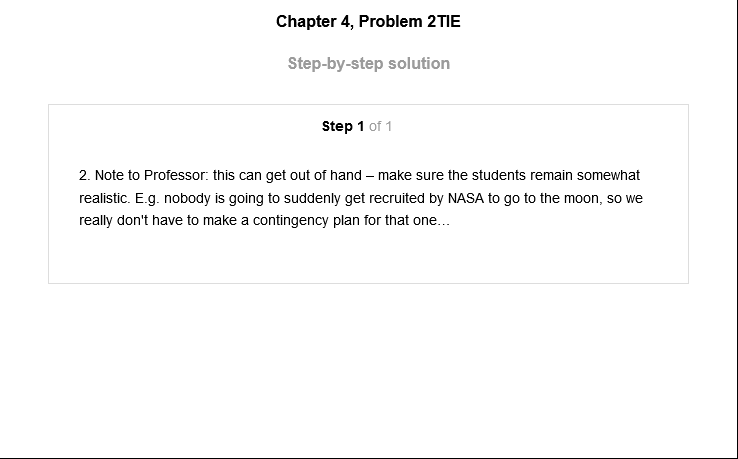 Chapter 4, Problem 2TIE
Step-by-step solution
Step 1 of 1
2. Note to Professor: this can get out of hand – make sure the students remain somewhat
realistic. E.g. nobody is going to suddenly get recruited by NASA to go to the moon, so we
really don't have to make a contingency plan for that one…